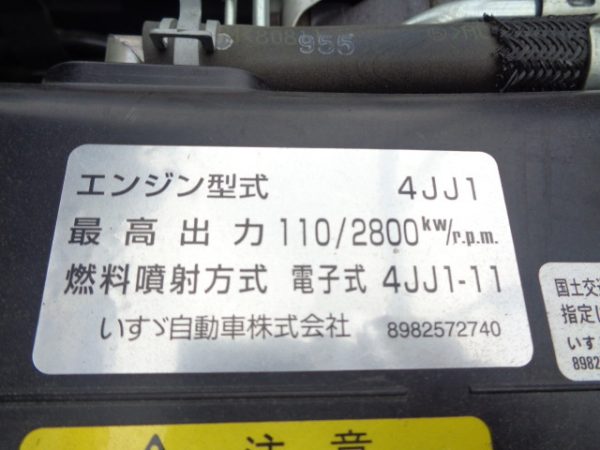 955
エンジン型式 4JJ1
最高出力 110/2800kw/r.p.m.
燃料噴射方式 電子式 4JJ1-11
いすゞ自動車株式会社 8982572740
国土交
指定
いす
8982
注意